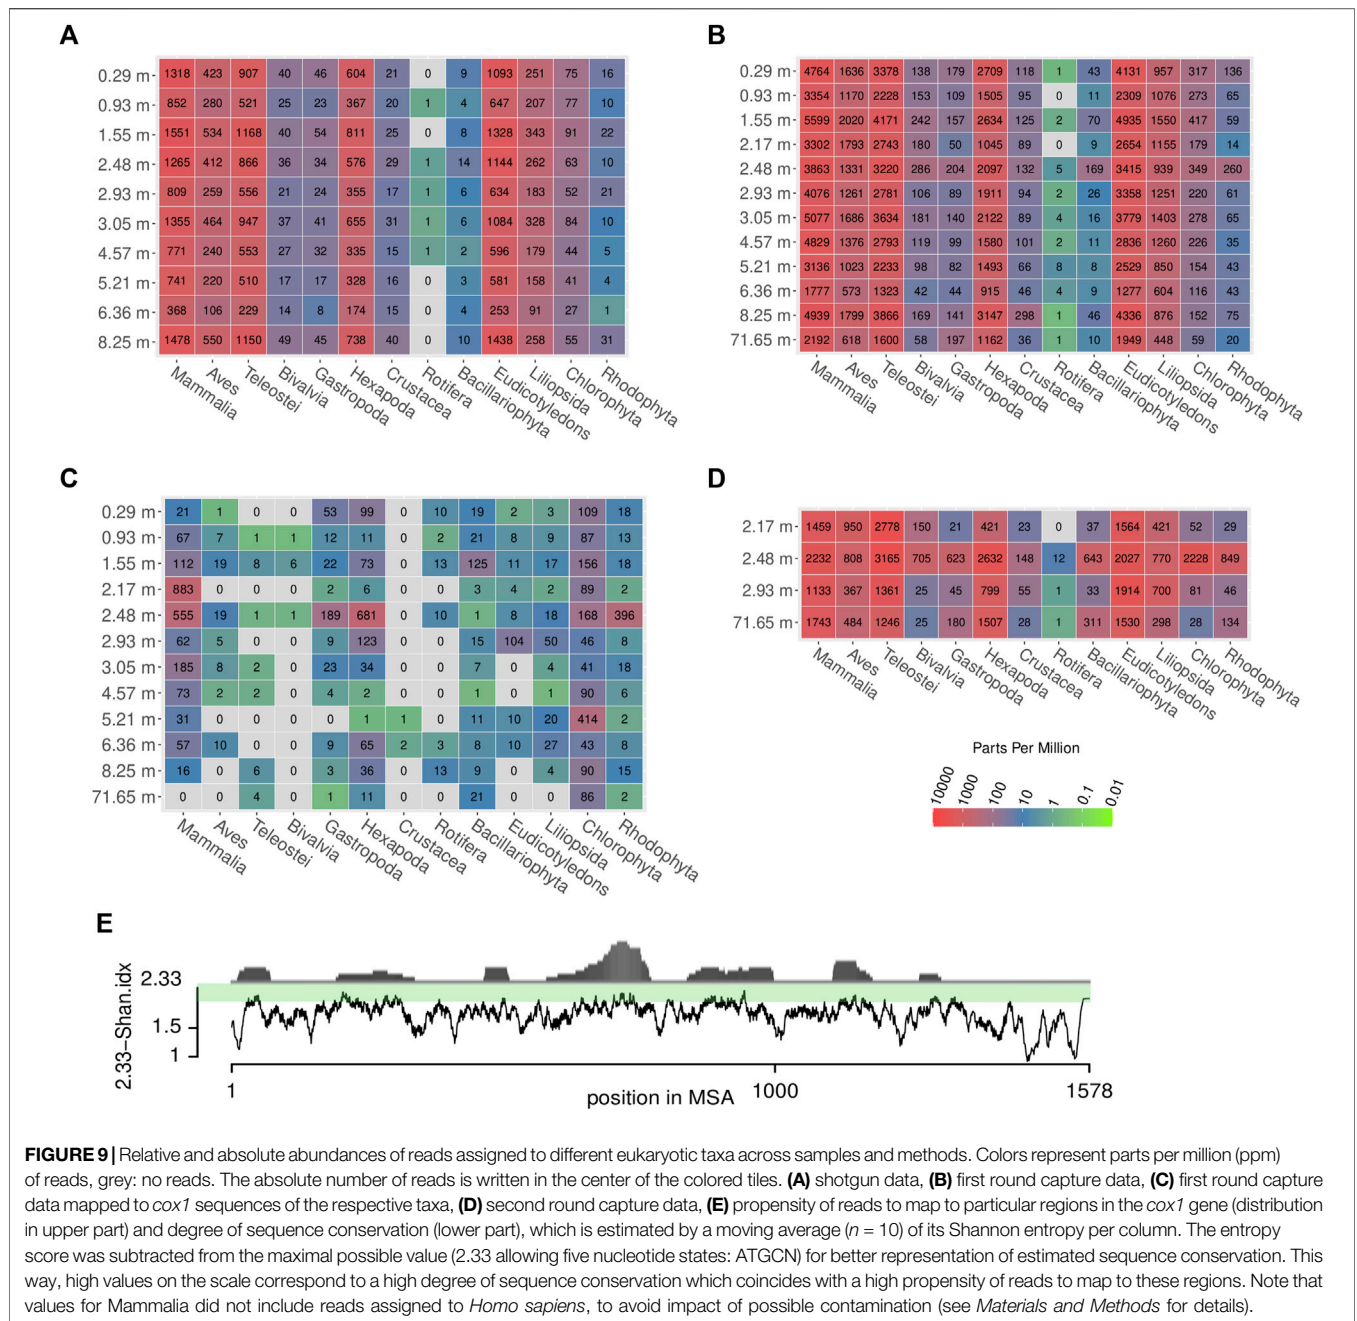 A
0.29 m 1318 423 907 40 46 604 21 0 9 1093 251 75 16
0.93 m 852 280 521 25 23 367 20 1 4 647 207 77 10
1.55 m 1551 534 1168 40 54 811 25 0 8 1328 343 91 22
2.48 m 1265 412 866 36 34 576 29 1 14 1144 262 63 10
2.93 m 809 259 556 21 24 355 17 1 6 634 183 52 21
3.05 m 1355 464 947 37 41 655 31 1 6 1084 328 84 10
4.57 m 771 240 553 27 32 335 15 1 2 596 179 44 5
5.21 m 741 220 510 17 17 328 16 0 3 581 158 41 4
6.36 m 368 106 229 14 8 174 15 0 4 253 91 27 1
8.25 m 1478 550 1150 49 45 738 40 0 10 1438 258 55 31
Mammalia Aves Teleostei Bivalvia Gastropoda Hexapoda Crustacea Rotifera Bacillariophyta Eudicotyledons Liliopsida Chlorophyta Rhodophyta
B
0.29 m 4764 1636 3378 138 179 2709 118 1 43 4131 957 317 136
0.93 m 3354 1170 2228 153 109 1505 95 0 11 2309 1076 273 65
1.55 m 5599 2020 4171 242 157 2634 125 2 70 4935 1550 417 59
2.17 m 3302 1793 2743 180 50 1045 89 0 9 2654 1155 179 14
2.48 m 3863 1331 3220 286 204 2097 132 5 169 3415 939 349 260
2.93 m 4076 1261 2781 106 89 1911 94 2 26 3358 1251 220 61
3.05 m 5077 1686 3634 181 140 2122 89 4 16 3779 1403 278 65
4.57 m 4829 1376 2793 119 99 1580 101 2 11 2836 1260 226 35
5.21 m 3136 1023 2233 98 82 1493 66 8 8 2529 850 154 43
6.36 m 1777 573 1323 42 44 915 46 4 9 1277 604 116 43
8.25 m 4939 1799 3866 169 141 3147 298 1 46 4336 876 152 75
71.65 m 2192 618 1600 58 197 1162 36 1 10 1949 448 59 20
Mammalia Aves Teleostei Bivalvia Gastropoda Hexapoda Crustacea Rotifera Bacillariophyta Eudicotyledons Liliopsida Chlorophyta Rhodophyta
C
0.29 m 21 1 0 0 53 99 0 10 19 2 3 109 18
0.93 m 67 7 1 1 12 11 0 2 21 8 9 87 13
1.55 m 112 19 8 6 22 73 0 13 125 11 17 156 18
2.17 m 883 0 0 0 2 6 0 0 3 4 2 89 2
2.48 m 555 19 1 1 189 681 0 10 1 8 18 168 396
2.93 m 62 5 0 0 9 123 0 0 15 104 50 46 8
3.05 m 185 8 2 0 23 34 0 0 7 0 4 41 18
4.57 m 73 2 2 0 4 2 0 0 1 0 1 90 6
5.21 m 31 0 0 0 0 1 1 0 11 10 20 414 2
6.36 m 57 10 0 0 9 65 2 3 8 10 27 43 8
8.25 m 16 0 6 0 3 36 0 13 9 0 4 90 15
71.65 m 0 0 4 0 1 11 0 0 21 0 0 86 2
Mammalia Aves Teleostei Bivalvia Gastropoda Hexapoda Crustacea Rotifera Bacillariophyta Eudicotyledons Liliopsida Chlorophyta Rhodophyta
D
2.17 m 1459 950 2778 150 21 421 23 0 37 1564 421 52 29
2.48 m 2232 808 3165 705 623 2632 148 12 643 2027 770 2228 849
2.93 m 1133 367 1361 25 45 799 55 1 33 1914 700 81 46
71.65 m 1743 484 1246 25 180 1507 28 1 311 1530 298 28 134
Mammalia Aves Teleostei Bivalvia Gastropoda Hexapoda Crustacea Rotifera Bacillariophyta Eudicotyledons Liliopsida Chlorophyta Rhodophyta
Parts Per Million
10000 1000 100 10 1 0.1 0.01
E
2.33−Shan.idx
2.33
1.5
1
1 1000 1578
position in MSA
FIGURE 9 | Relative and absolute abundances of reads assigned to different eukaryotic taxa across samples and methods. Colors represent parts per million (ppm)
of reads, grey: no reads. The absolute number of reads is written in the center of the colored tiles. (A) shotgun data, (B) first round capture data, (C) first round capture
data mapped to cox1 sequences of the respective taxa, (D) second round capture data, (E) propensity of reads to map to particular regions in the cox1 gene (distribution
in upper part) and degree of sequence conservation (lower part), which is estimated by a moving average (n = 10) of its Shannon entropy per column. The entropy
score was subtracted from the maximal possible value (2.33 allowing five nucleotide states: ATGCN) for better representation of estimated sequence conservation. This
way, high values on the scale correspond to a high degree of sequence conservation which coincides with a high propensity of reads to map to these regions. Note that
values for Mammalia did not include reads assigned to Homo sapiens, to avoid impact of possible contamination (see Materials and Methods for details).